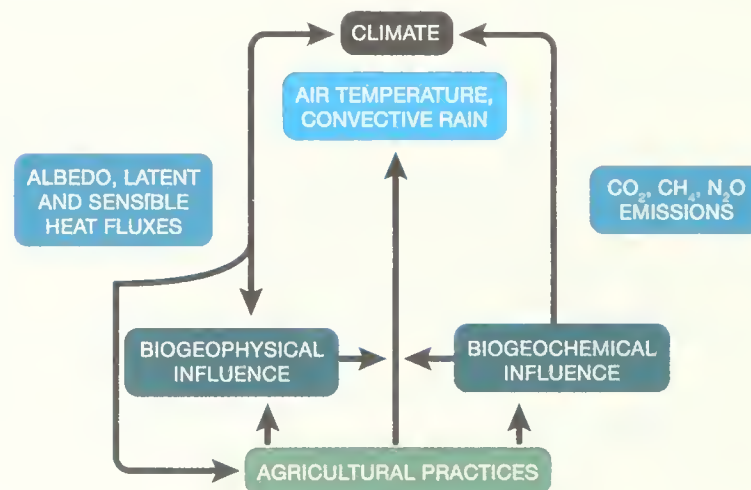 CLIMATE
AIR TEMPERATURE,
CONVECTIVE RAIN
ALBEDO, LATENT
AND SENSIBLE
HEAT FLUXES
CO₂, CH₄, N₂O
EMISSIONS
BIOGEOPHYSICAL
INFLUENCE
BIOGEOCHEMICAL
INFLUENCE
AGRICULTURAL PRACTICES